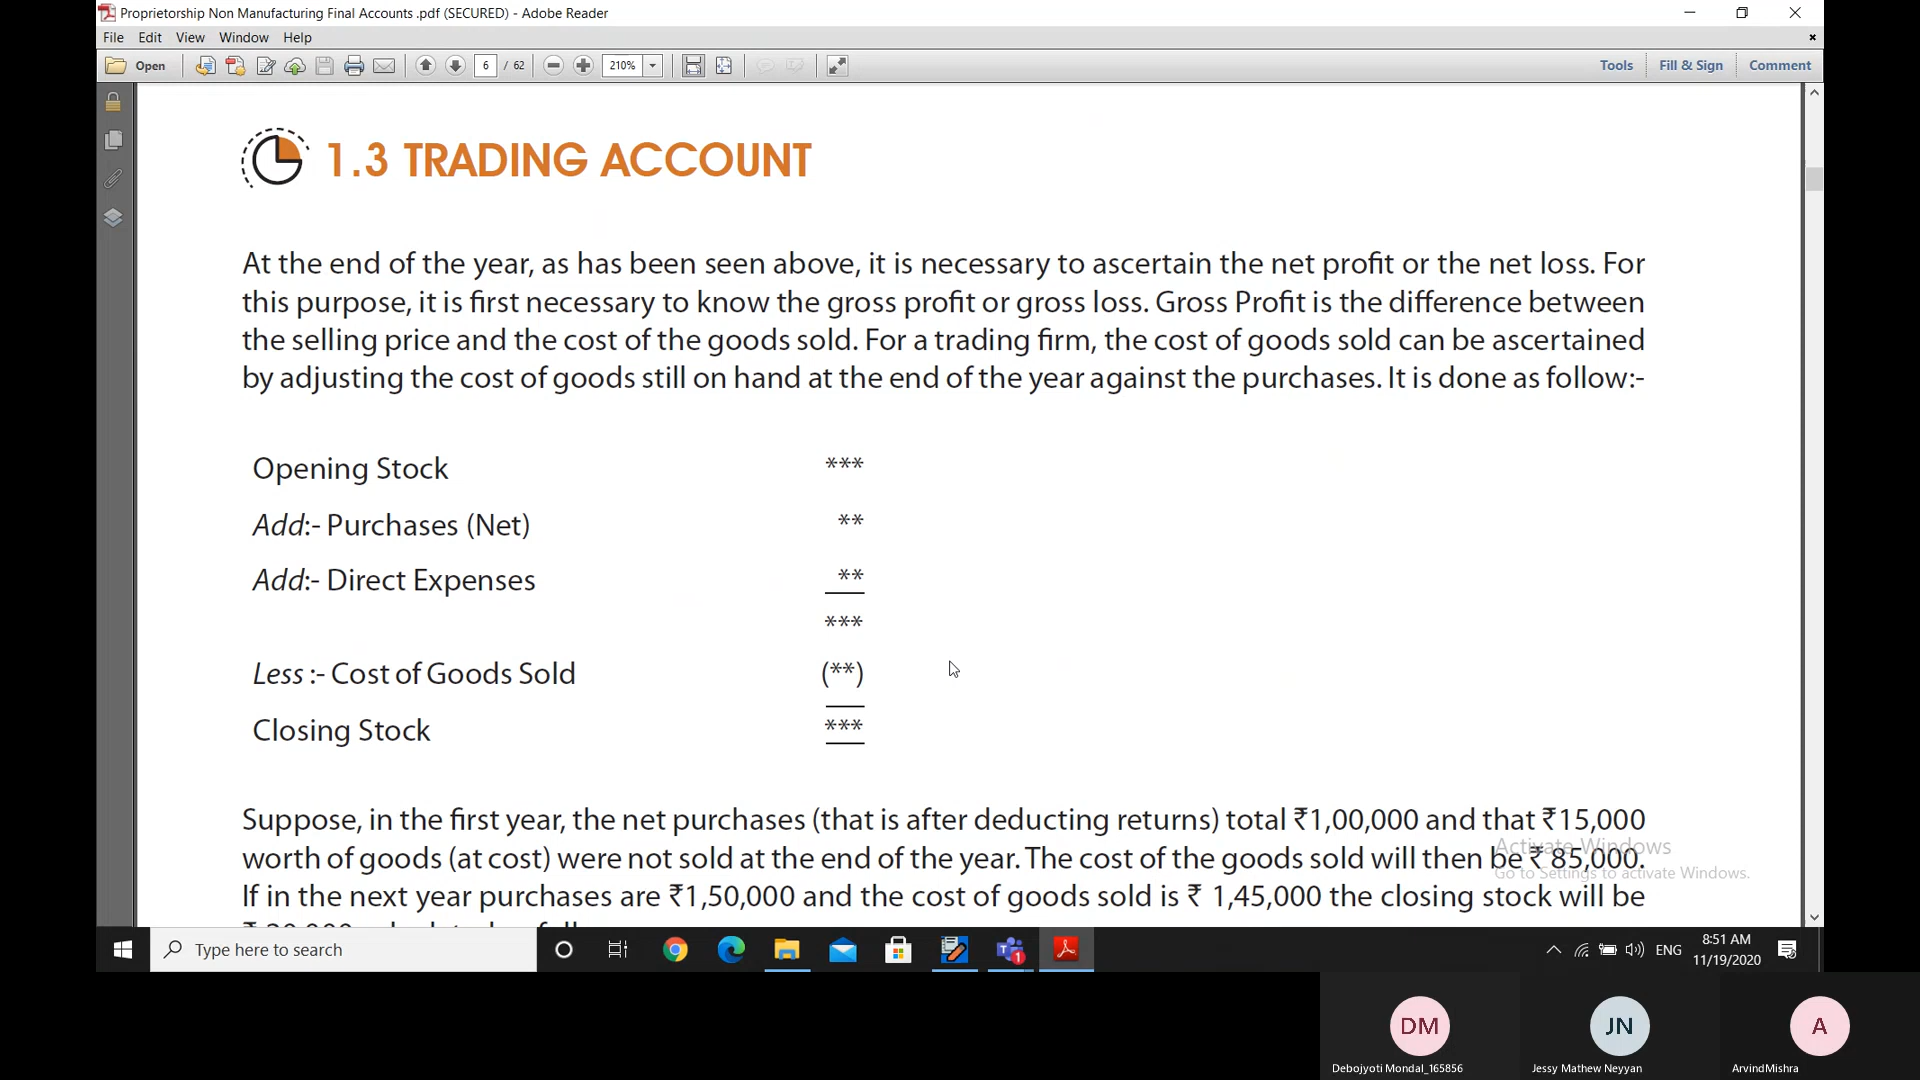 Proprietorship Non Manufacturing Final Accounts .pdf (SECURED) - Adobe Reader
File Edit View Window Help
Open 6 / 62 210% Tools Fill & Sign Comment
1.3 TRADING ACCOUNT
At the end of the year, as has been seen above, it is necessary to ascertain the net profit or the net loss. For
this purpose, it is first necessary to know the gross profit or gross loss. Gross Profit is the difference between
the selling price and the cost of the goods sold. For a trading firm, the cost of goods sold can be ascertained
by adjusting the cost of goods still on hand at the end of the year against the purchases. It is done as follow:-
Opening Stock ***
Add:- Purchases (Net) **
Add:- Direct Expenses **
***
Less :- Cost of Goods Sold (**)
Closing Stock ***
Suppose, in the first year, the net purchases (that is after deducting returns) total ₹1,00,000 and that ₹15,000
worth of goods (at cost) were not sold at the end of the year. The cost of the goods sold will then be ₹ 85,000.
If in the next year purchases are ₹1,50,000 and the cost of goods sold is ₹ 1,45,000 the closing stock will be
Activate Windows
Go to Settings to activate Windows.
Type here to search
1
ENG
8:51 AM
11/19/2020
DM JN A
Debojyoti Mondal_165856 Jessy Mathew Neyyan ArvindMishra